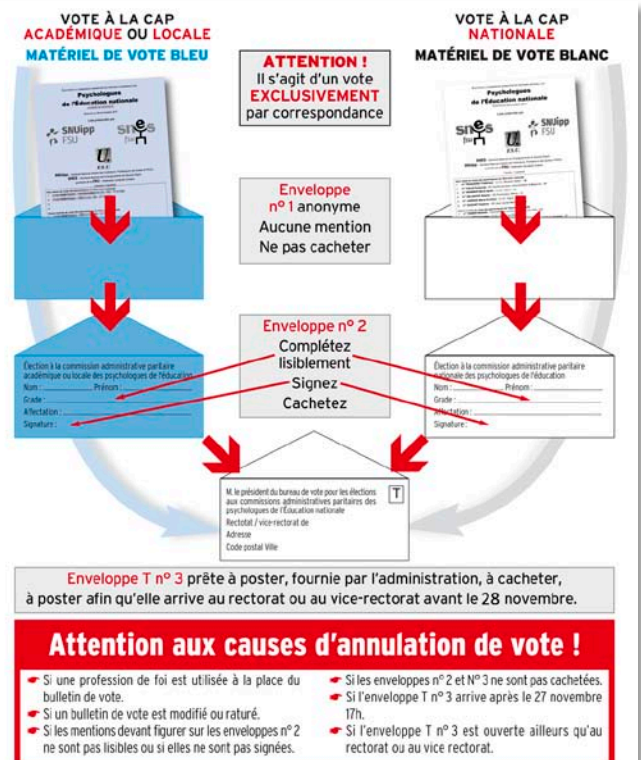 VOTE À LA CAP
ACADÉMIQUE OU LOCALE
MATÉRIEL DE VOTE BLEU
VOTE À LA CAP
NATIONALE
MATÉRIEL DE VOTE BLANC
ATTENTION !
Il s'agit d'un vote
EXCLUSIVEMENT
par correspondance
Psychologues
de l'Éducation nationale
SNUipp
FSU
snes
fsu
Psychologues
de l'Éducation nationale
snes
SNUipp
FSU
Enveloppe
n° 1 anonyme
Aucune mention
Ne pas cacheter
Enveloppe n° 2
Complétez
lisiblement
Signez
Cachetez
Élection à la commission administrative paritaire
académique ou locale des psychologues de l'éducation
Nom : Prénom :
Grade :
Affectation :
Signature :
Élection à la commission administrative paritaire
nationale des psychologues de l'éducation
Nom : Prénom :
Grade :
Affectation :
Signature :
M. le président du bureau de vote pour les élections
aux commissions administratives paritaires des
psychologues de l'Éducation nationale
T
Rectotat / vice-rectorat de
Adresse
Code postal Ville
Enveloppe T n° 3 prête à poster, fournie par l'administration, à cacheter,
à poster afin qu'elle arrive au rectorat ou au vice-rectorat avant le 28 novembre.
Attention aux causes d'annulation de vote !
Si une profession de foi est utilisée à la place du
bulletin de vote.
Si un bulletin de vote est modifié ou raturé.
Si les mentions devant figurer sur les enveloppes n° 2
ne sont pas lisibles ou si elles ne sont pas signées.
Si les enveloppes n° 2 et N° 3 ne sont pas cachetées.
Si l'enveloppe T n° 3 arrive après le 27 novembre
17h.
Si l'enveloppe T n° 3 est ouverte ailleurs qu'au
rectorat ou au vice rectorat.